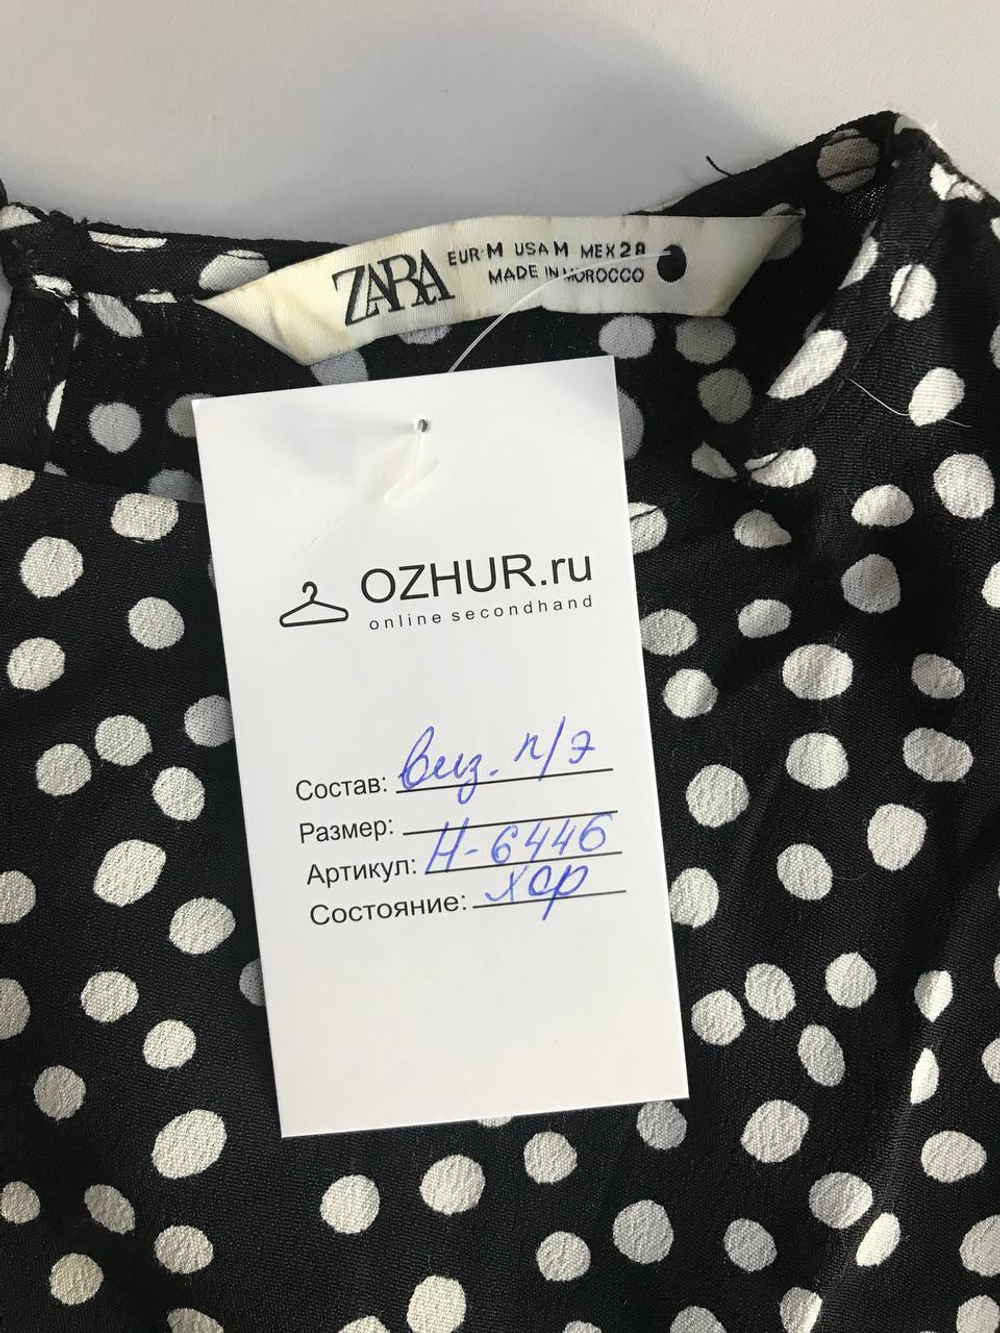 ZARA EUR M USA M MEX 28
MADE IN MOROCCO
OZHUR.ru
online secondhand
Состав: виз. п/э
Размер:
Артикул: Н-6446
Состояние: хор